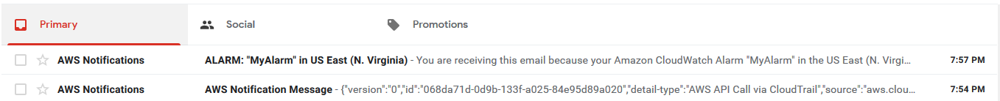 Primary Social Promotions
AWS Notifications ALARM: "MyAlarm" in US East (N. Virginia) - You are receiving this email because your Amazon CloudWatch Alarm "MyAlarm" in the US East (N. Virgi... 7:57 PM
AWS Notifications AWS Notification Message - {"version":"0","id":"068da71d-0d9b-133f-a025-84e95d89a020","detail-type":"AWS API Call via CloudTrail","source":"aws.clou... 7:54 PM